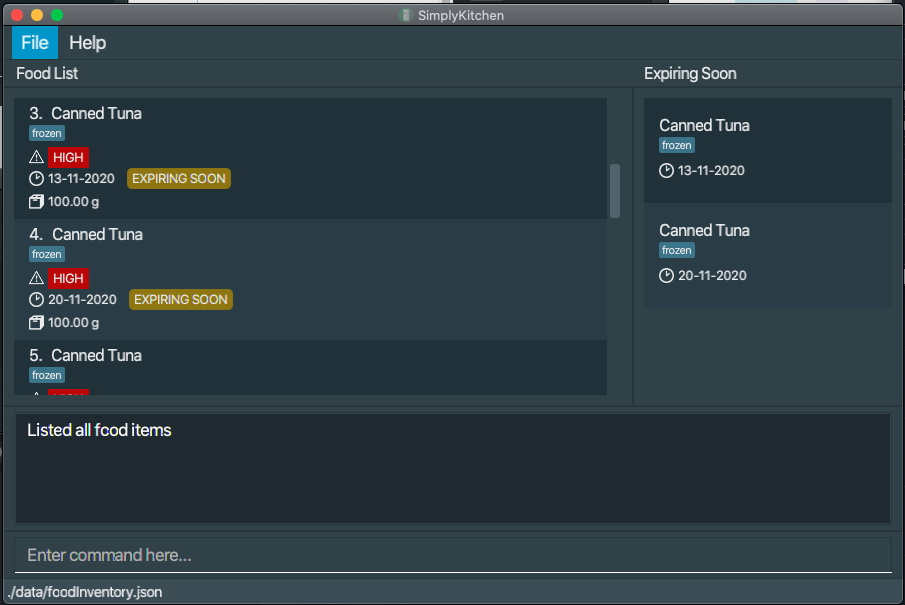 SimplyKitchen
File Help
Food List
3. Canned Tuna
frozen
HIGH
13-11-2020 EXPIRING SOON
100.00 g
4. Canned Tuna
frozen
HIGH
20-11-2020 EXPIRING SOON
100.00 g
5. Canned Tuna
frozen
Expiring Soon
Canned Tuna
frozen
13-11-2020
Canned Tuna
frozen
20-11-2020
Listed all food items
Enter command here...
./data/foodInventory.json